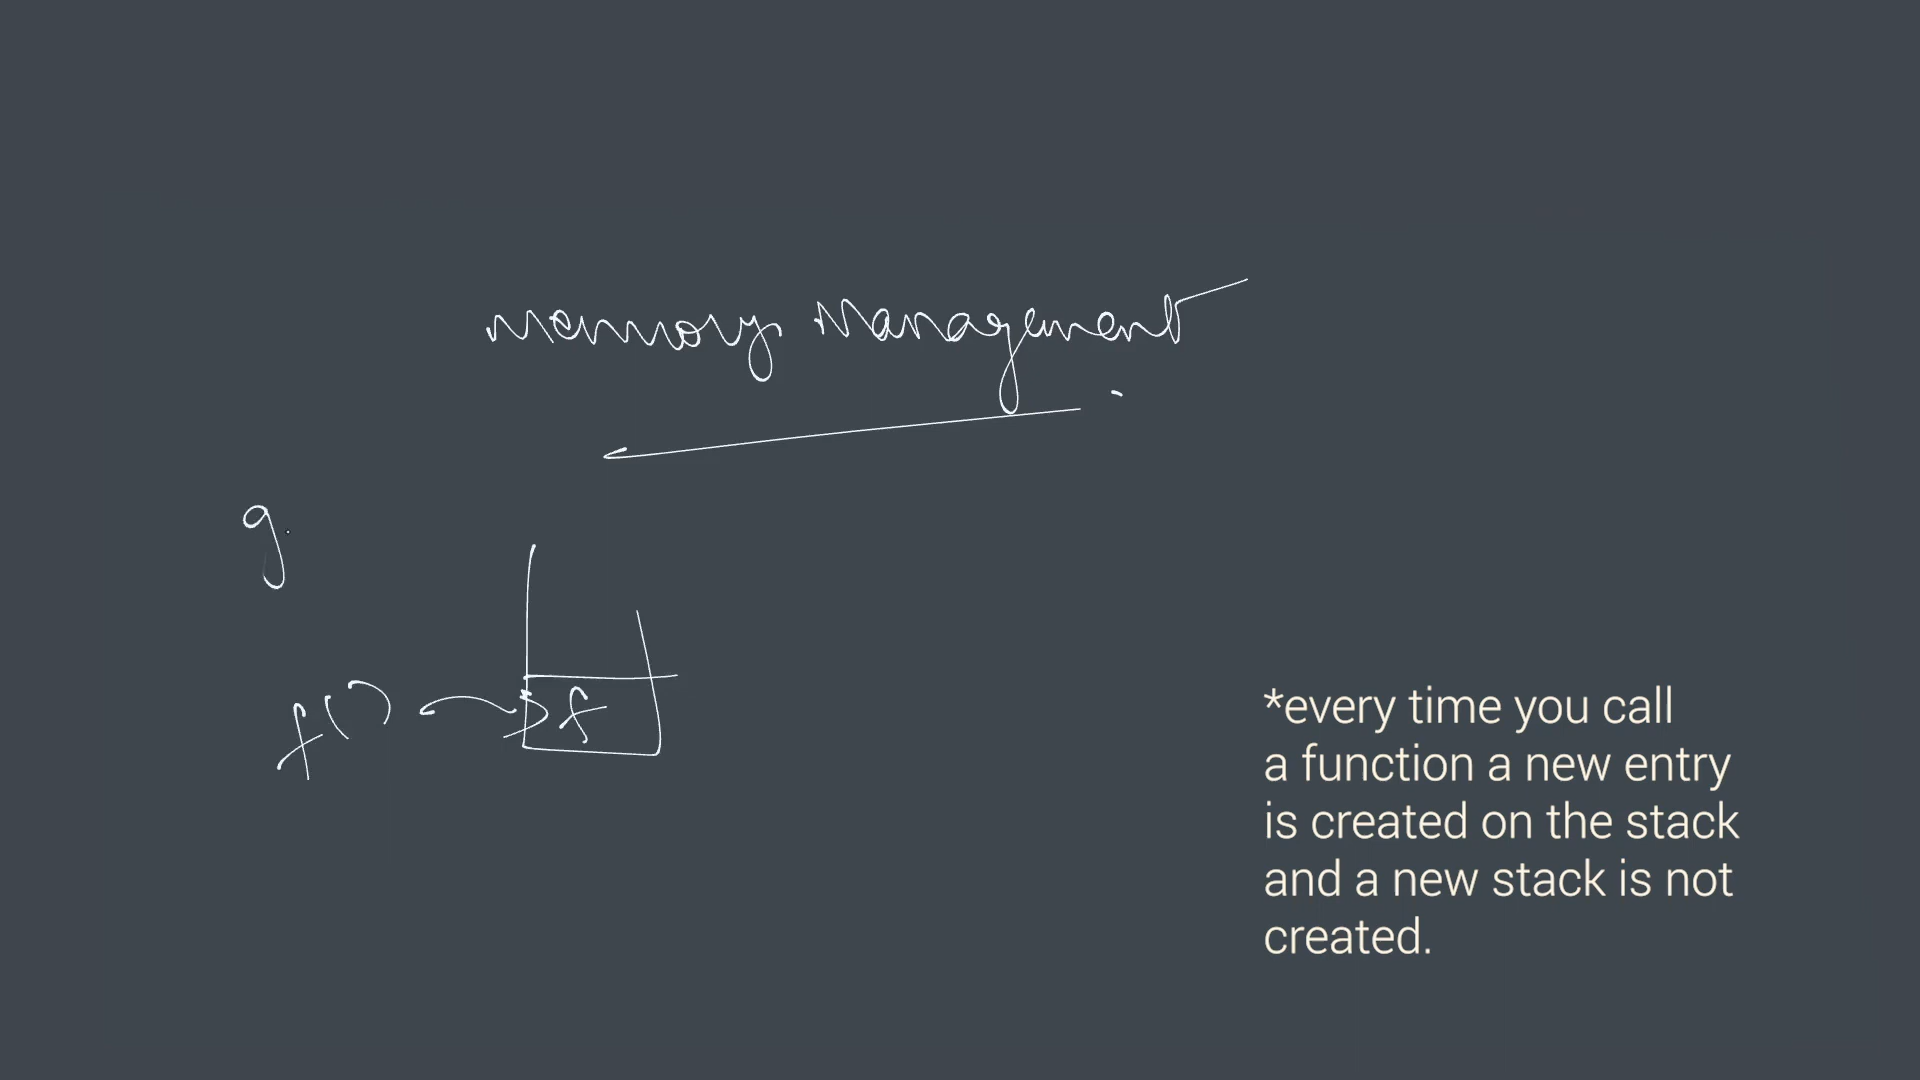 memory Management
g
f()
f
*every time you call
a function a new entry
is created on the stack
and a new stack is not
created.